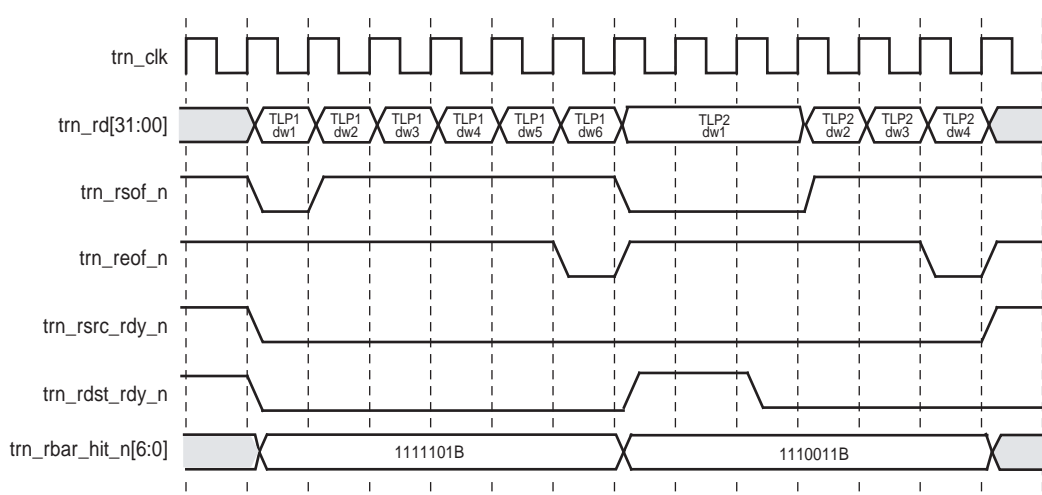 trn_clk
trn_rd[31:00]
TLP1 dw1
TLP1 dw2
TLP1 dw3
TLP1 dw4
TLP1 dw5
TLP1 dw6
TLP2 dw1
TLP2 dw2
TLP2 dw3
TLP2 dw4
trn_rsof_n
trn_reof_n
trn_rsrc_rdy_n
trn_rdst_rdy_n
trn_rbar_hit_n[6:0]
1111101B
1110011B